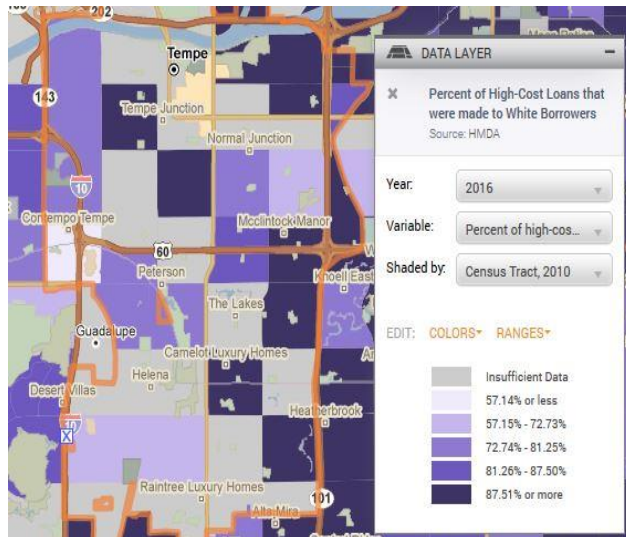 202
Tempe
143
Tempe Junction
Normal Junction
10
Contempo Tempe
Mcclintock Manor
60
Peterson
Knoell East
The Lakes
Guadalupe
Camelot Luxury Homes
Helena
Desert Villas
Heatherbrook
10
X
Raintree Luxury Homes
101
Alta Mira
DATA LAYER
Percent of High-Cost Loans that
were made to White Borrowers
Source: HMDA
Year:
2016
Variable:
Percent of high-cos...
Shaded by:
Census Tract, 2010
EDIT: COLORS RANGES
Insufficient Data
57.14% or less
57.15% - 72.73%
72.74% - 81.25%
81.26% - 87.50%
87.51% or more